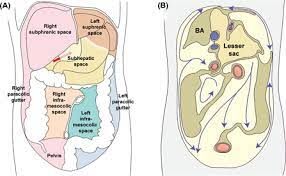 (A)
Right
subphrenic space
Left
suphrenic
space
Subhepatic
space
Right paracolic
gutter
Left paracolic
gutter
Right
infra-
mesocolic
space
Left
infra-
mesocolic
space
Pelvis
(B)
BA
Lesser
sac